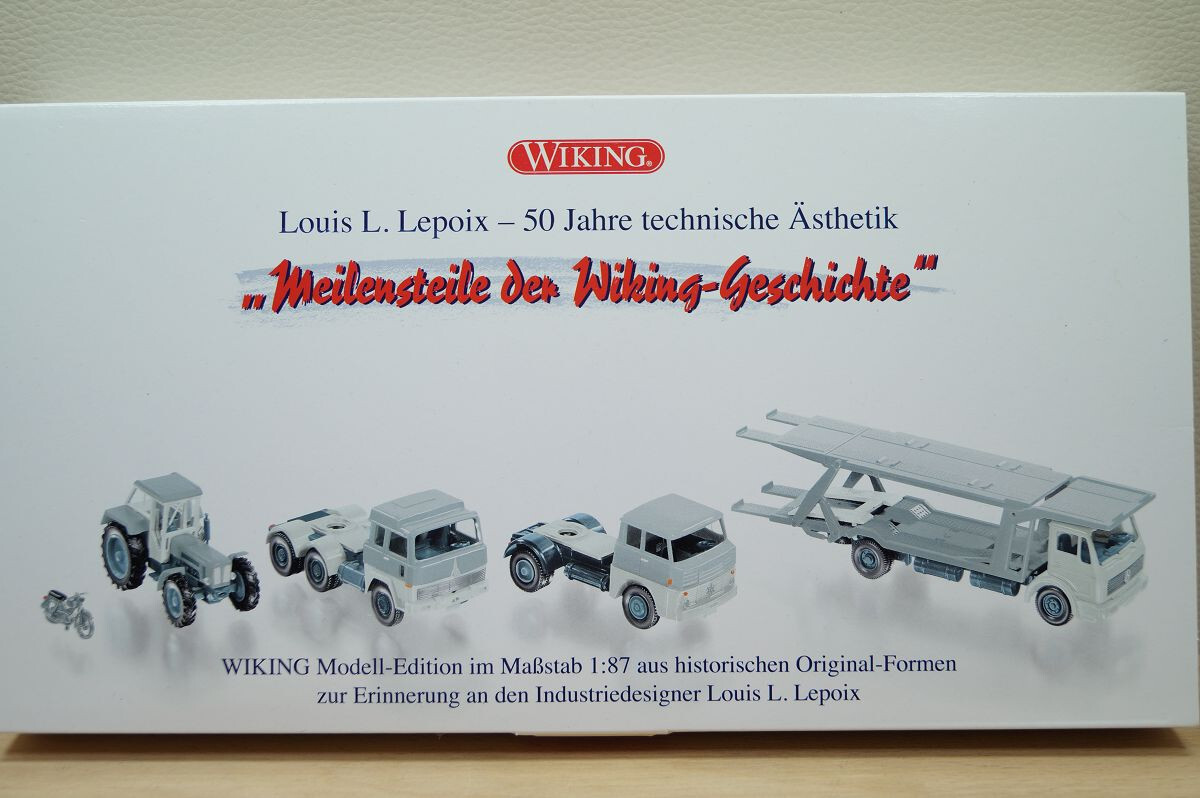 WIKING®
Louis L. Lepoix – 50 Jahre technische Ästhetik
„Meilensteile der Wiking-Geschichte"
WIKING Modell-Edition im Maßstab 1:87 aus historischen Original-Formen
zur Erinnerung an den Industriedesigner Louis L. Lepoix